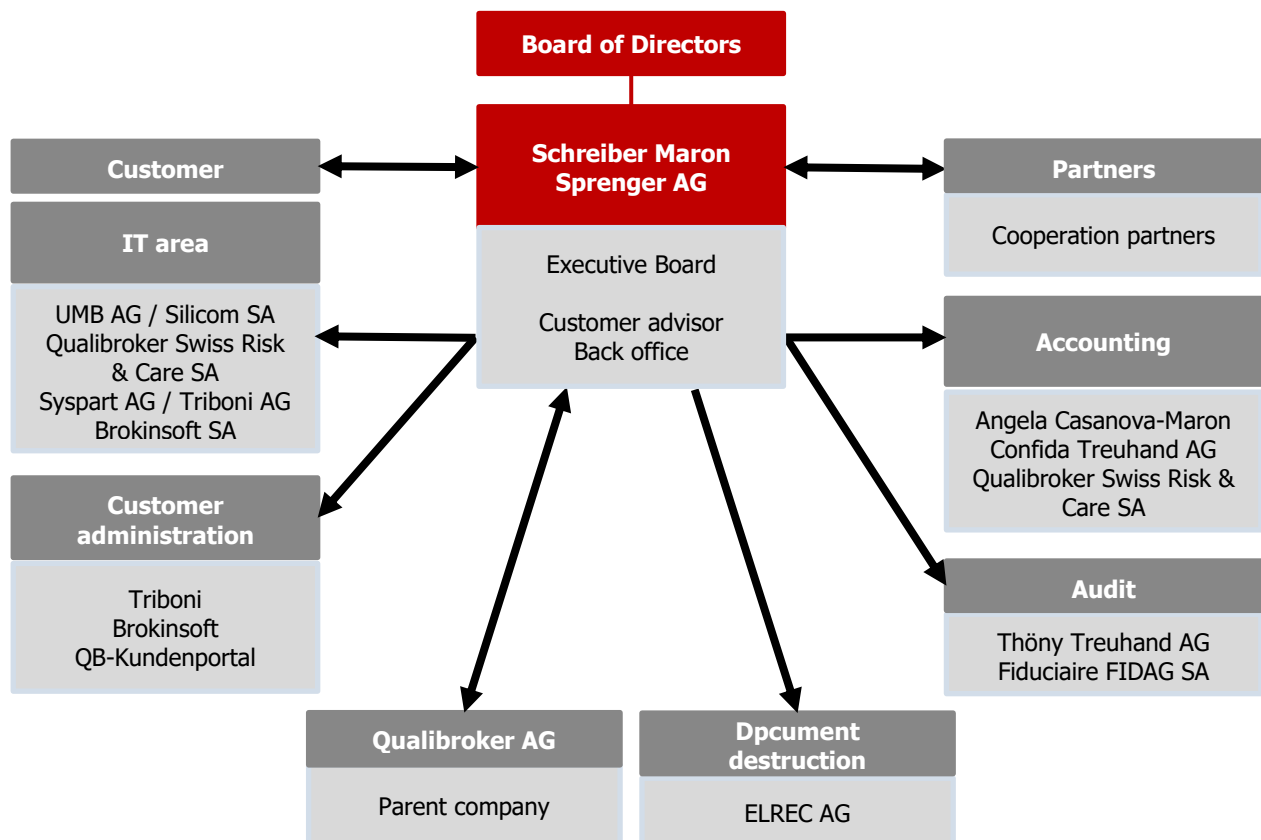 Board of Directors
Schreiber Maron
Sprenger AG
Executive Board
Customer advisor
Back office
Customer
IT area
UMB AG / Silicom SA
Qualibroker Swiss Risk
& Care SA
Syspart AG / Triboni AG
Brokinsoft SA
Customer
administration
Triboni
Brokinsoft
QB-Kundenportal
Partners
Cooperation partners
Accounting
Angela Casanova-Maron
Confida Treuhand AG
Qualibroker Swiss Risk &
Care SA
Audit
Thöny Treuhand AG
Fiduciaire FIDAG SA
Qualibroker AG
Parent company
Dpcument
destruction
ELREC AG